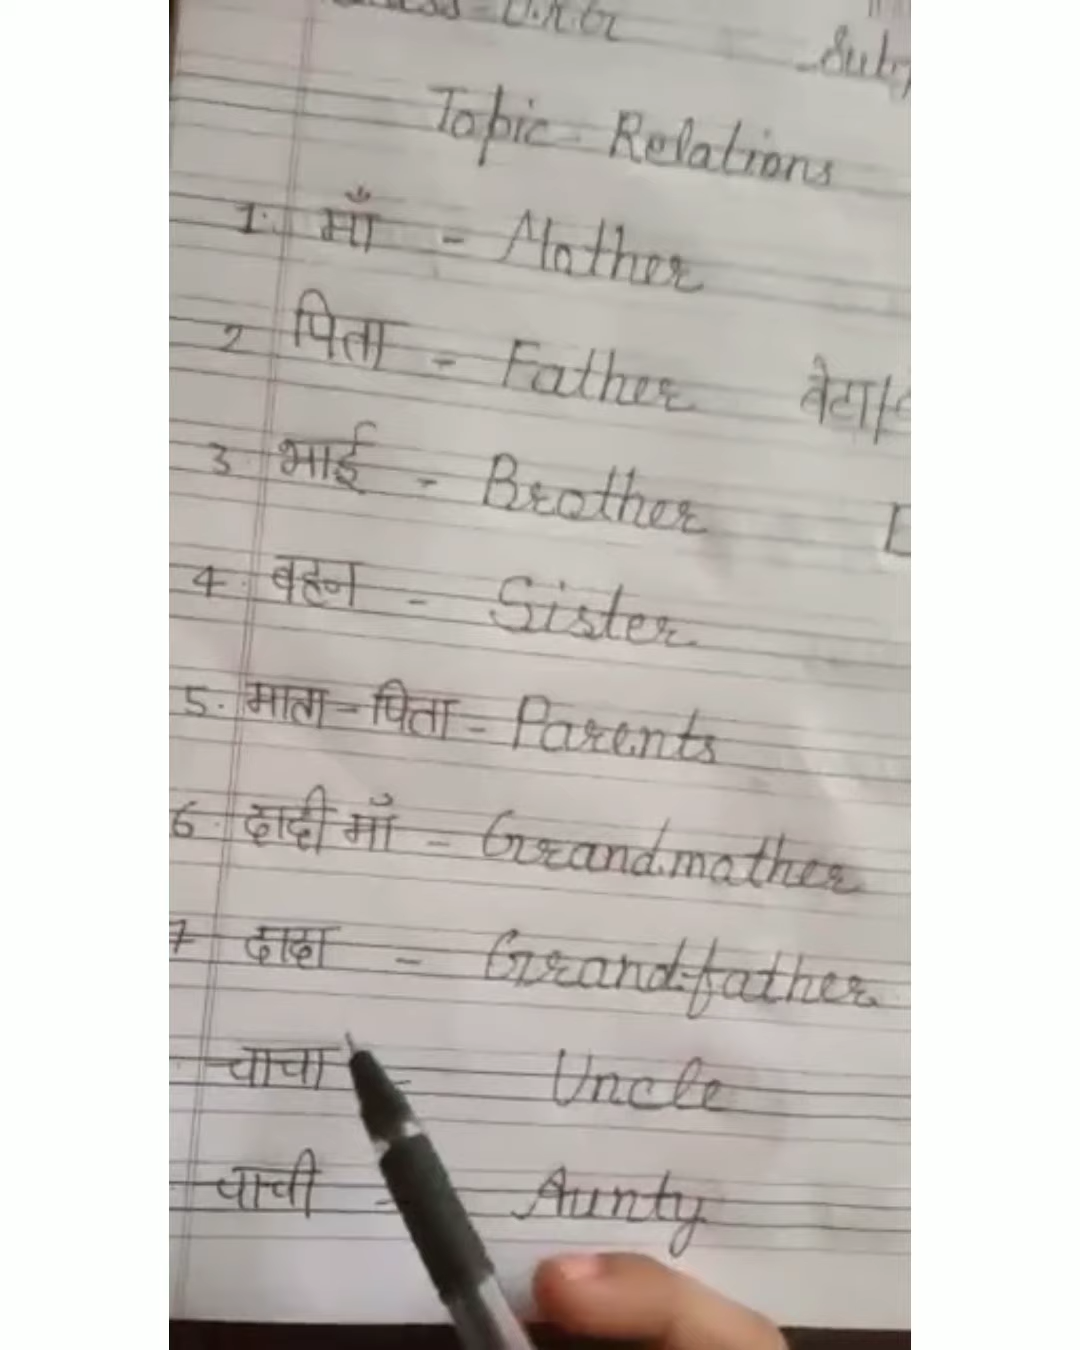 Topic - Relations
1. माँ - Mother
2 पिता - Father बेटा/
3 भाई - Brother
4. बहन - Sister
5. माता-पिता - Parents
6. दादी माँ - Grandmother
7 दादा - Grandfather
चाचा - Uncle
चाची - Aunty